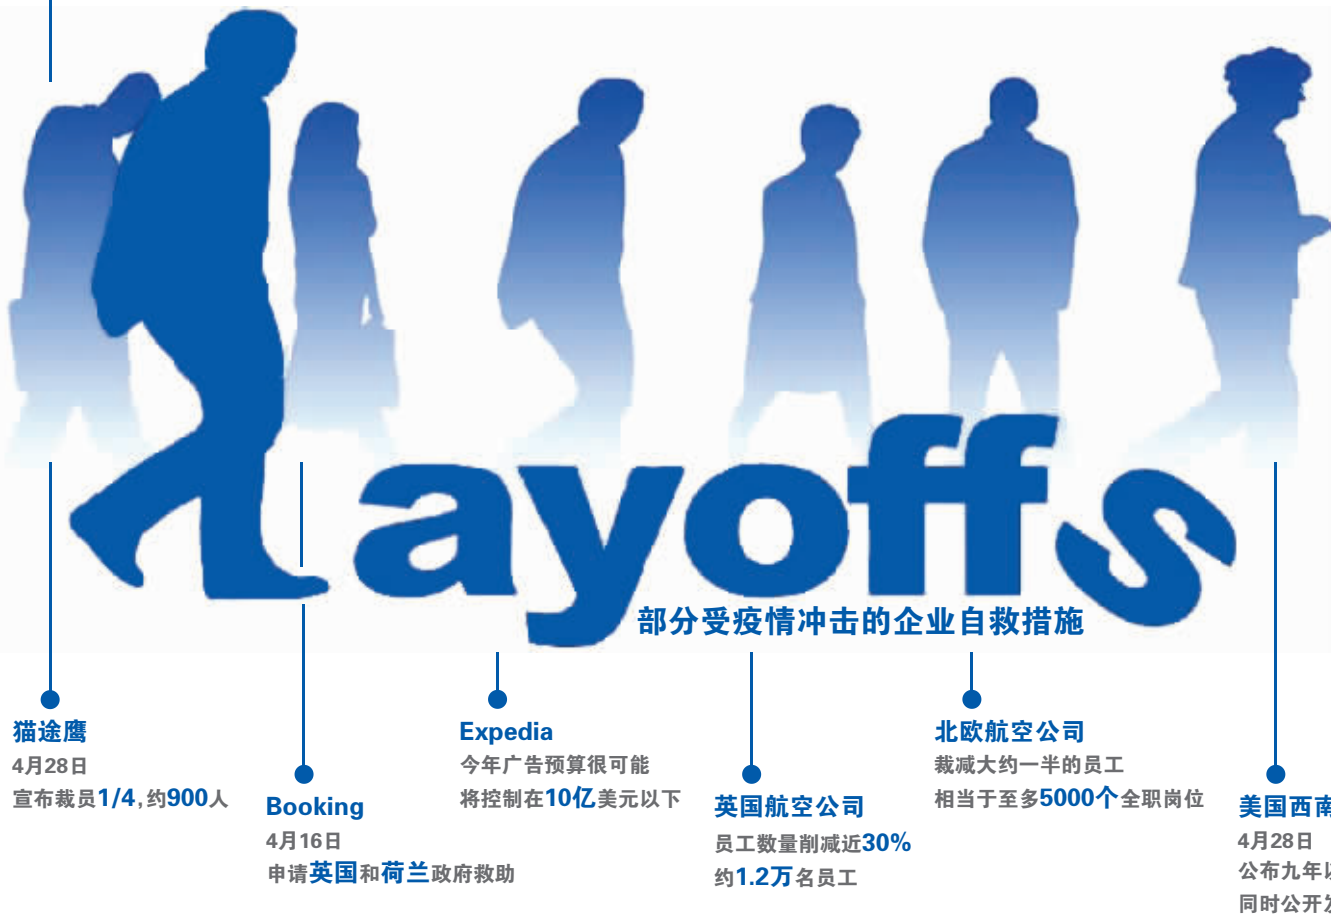 Layoffs
部分受疫情冲击的企业自救措施
猫途鹰
4月28日
宣布裁员1/4,约900人
Booking
4月16日
申请英国和荷兰政府救助
Expedia
今年广告预算很可能
将控制在10亿美元以下
英国航空公司
员工数量削减近30%
约1.2万名员工
北欧航空公司
裁减大约一半的员工
相当于至多5000个全职岗位
美国西南
4月28日
公布九年
同时公开